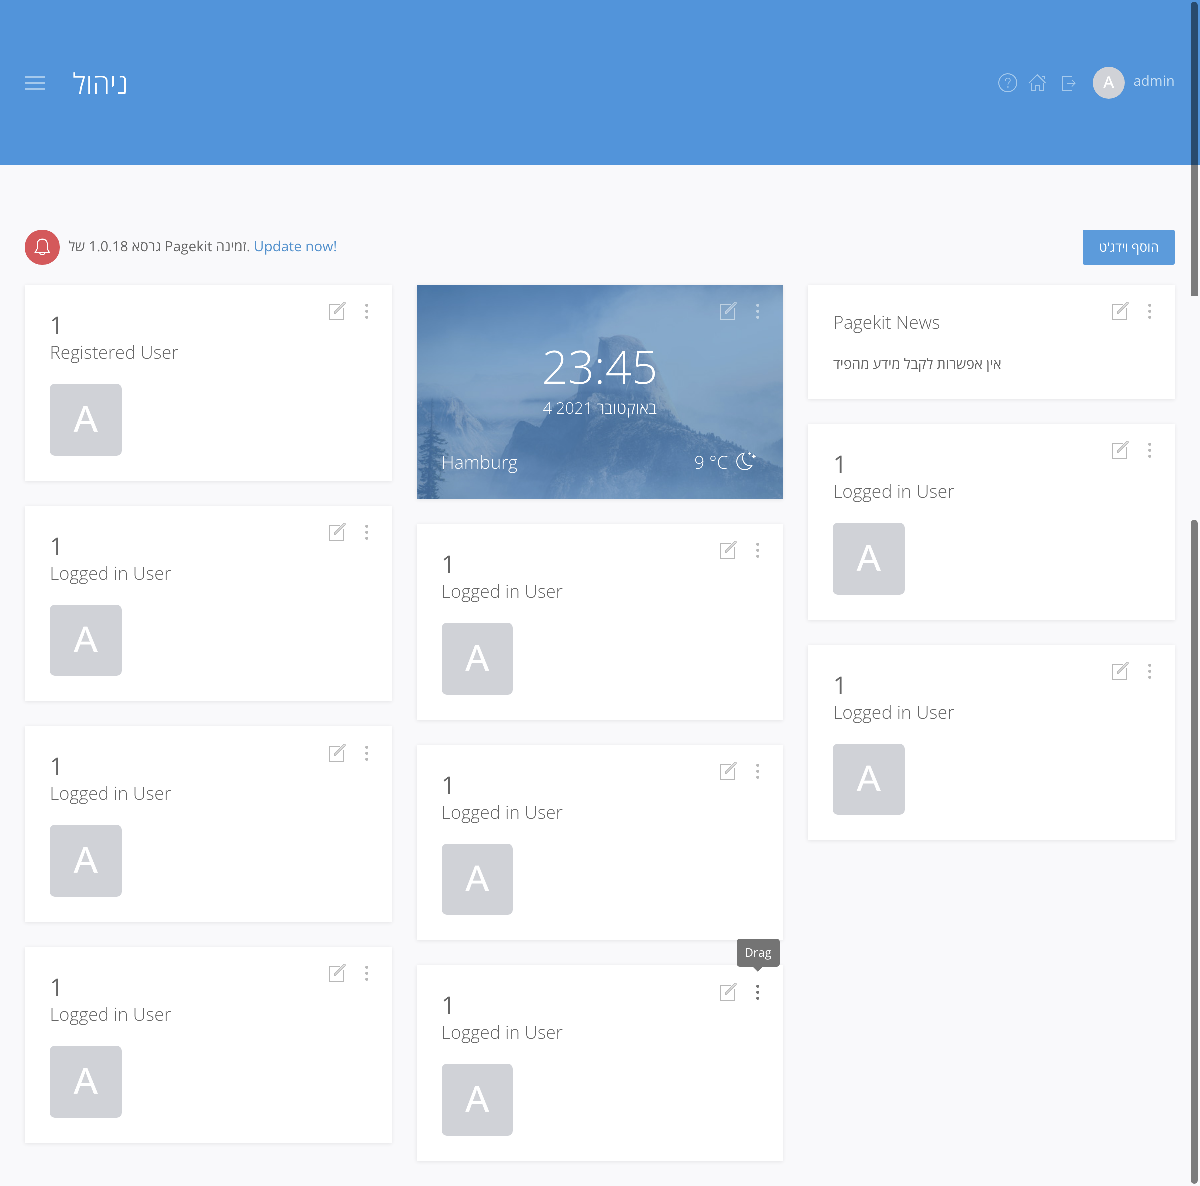 ניהול
A admin
גרסא 1.0.18 של Pagekit זמינה. Update now!
הוסף וידג'ט
1
Registered User
A
1
Logged in User
A
1
Logged in User
A
1
Logged in User
A
23:45
4 באוקטובר 2021
Hamburg 9 °C
1
Logged in User
A
1
Logged in User
A
Drag
1
Logged in User
A
Pagekit News
אין אפשרות לקבל מידע מהפיד
1
Logged in User
A
1
Logged in User
A